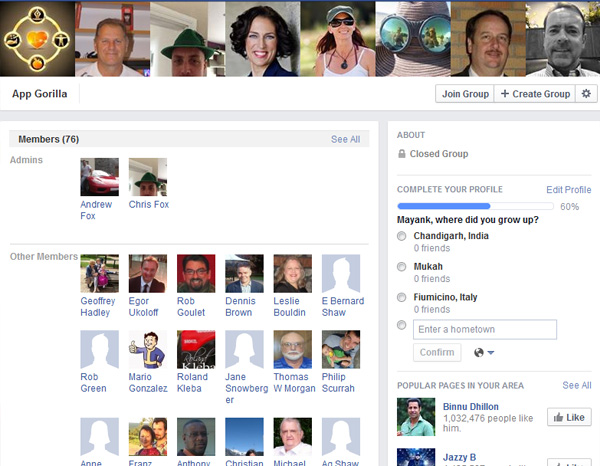 App Gorilla
Join Group
+ Create Group
Members (76)
See All
Admins
Andrew Fox
Chris Fox
Other Members
Geoffrey Hadley
Egor Ukoloff
Rob Goulet
Dennis Brown
Leslie Bouldin
E Bernard Shaw
Rob Green
Mario Gonzalez
Roland Kleba
Jane Snowberger
Thomas W Morgan
Philip Scurrah
Anne
Franz
Anthony
Christian
Michael
Ag Shaw
ABOUT
Closed Group
COMPLETE YOUR PROFILE
Edit Profile
60%
Mayank, where did you grow up?
Chandigarh, India
0 friends
Mukah
0 friends
Fiumicino, Italy
0 friends
Enter a hometown
Confirm
POPULAR PAGES IN YOUR AREA
See All
Binnu Dhillon
1,032,476 people like him.
Like
Jazzy B
Like